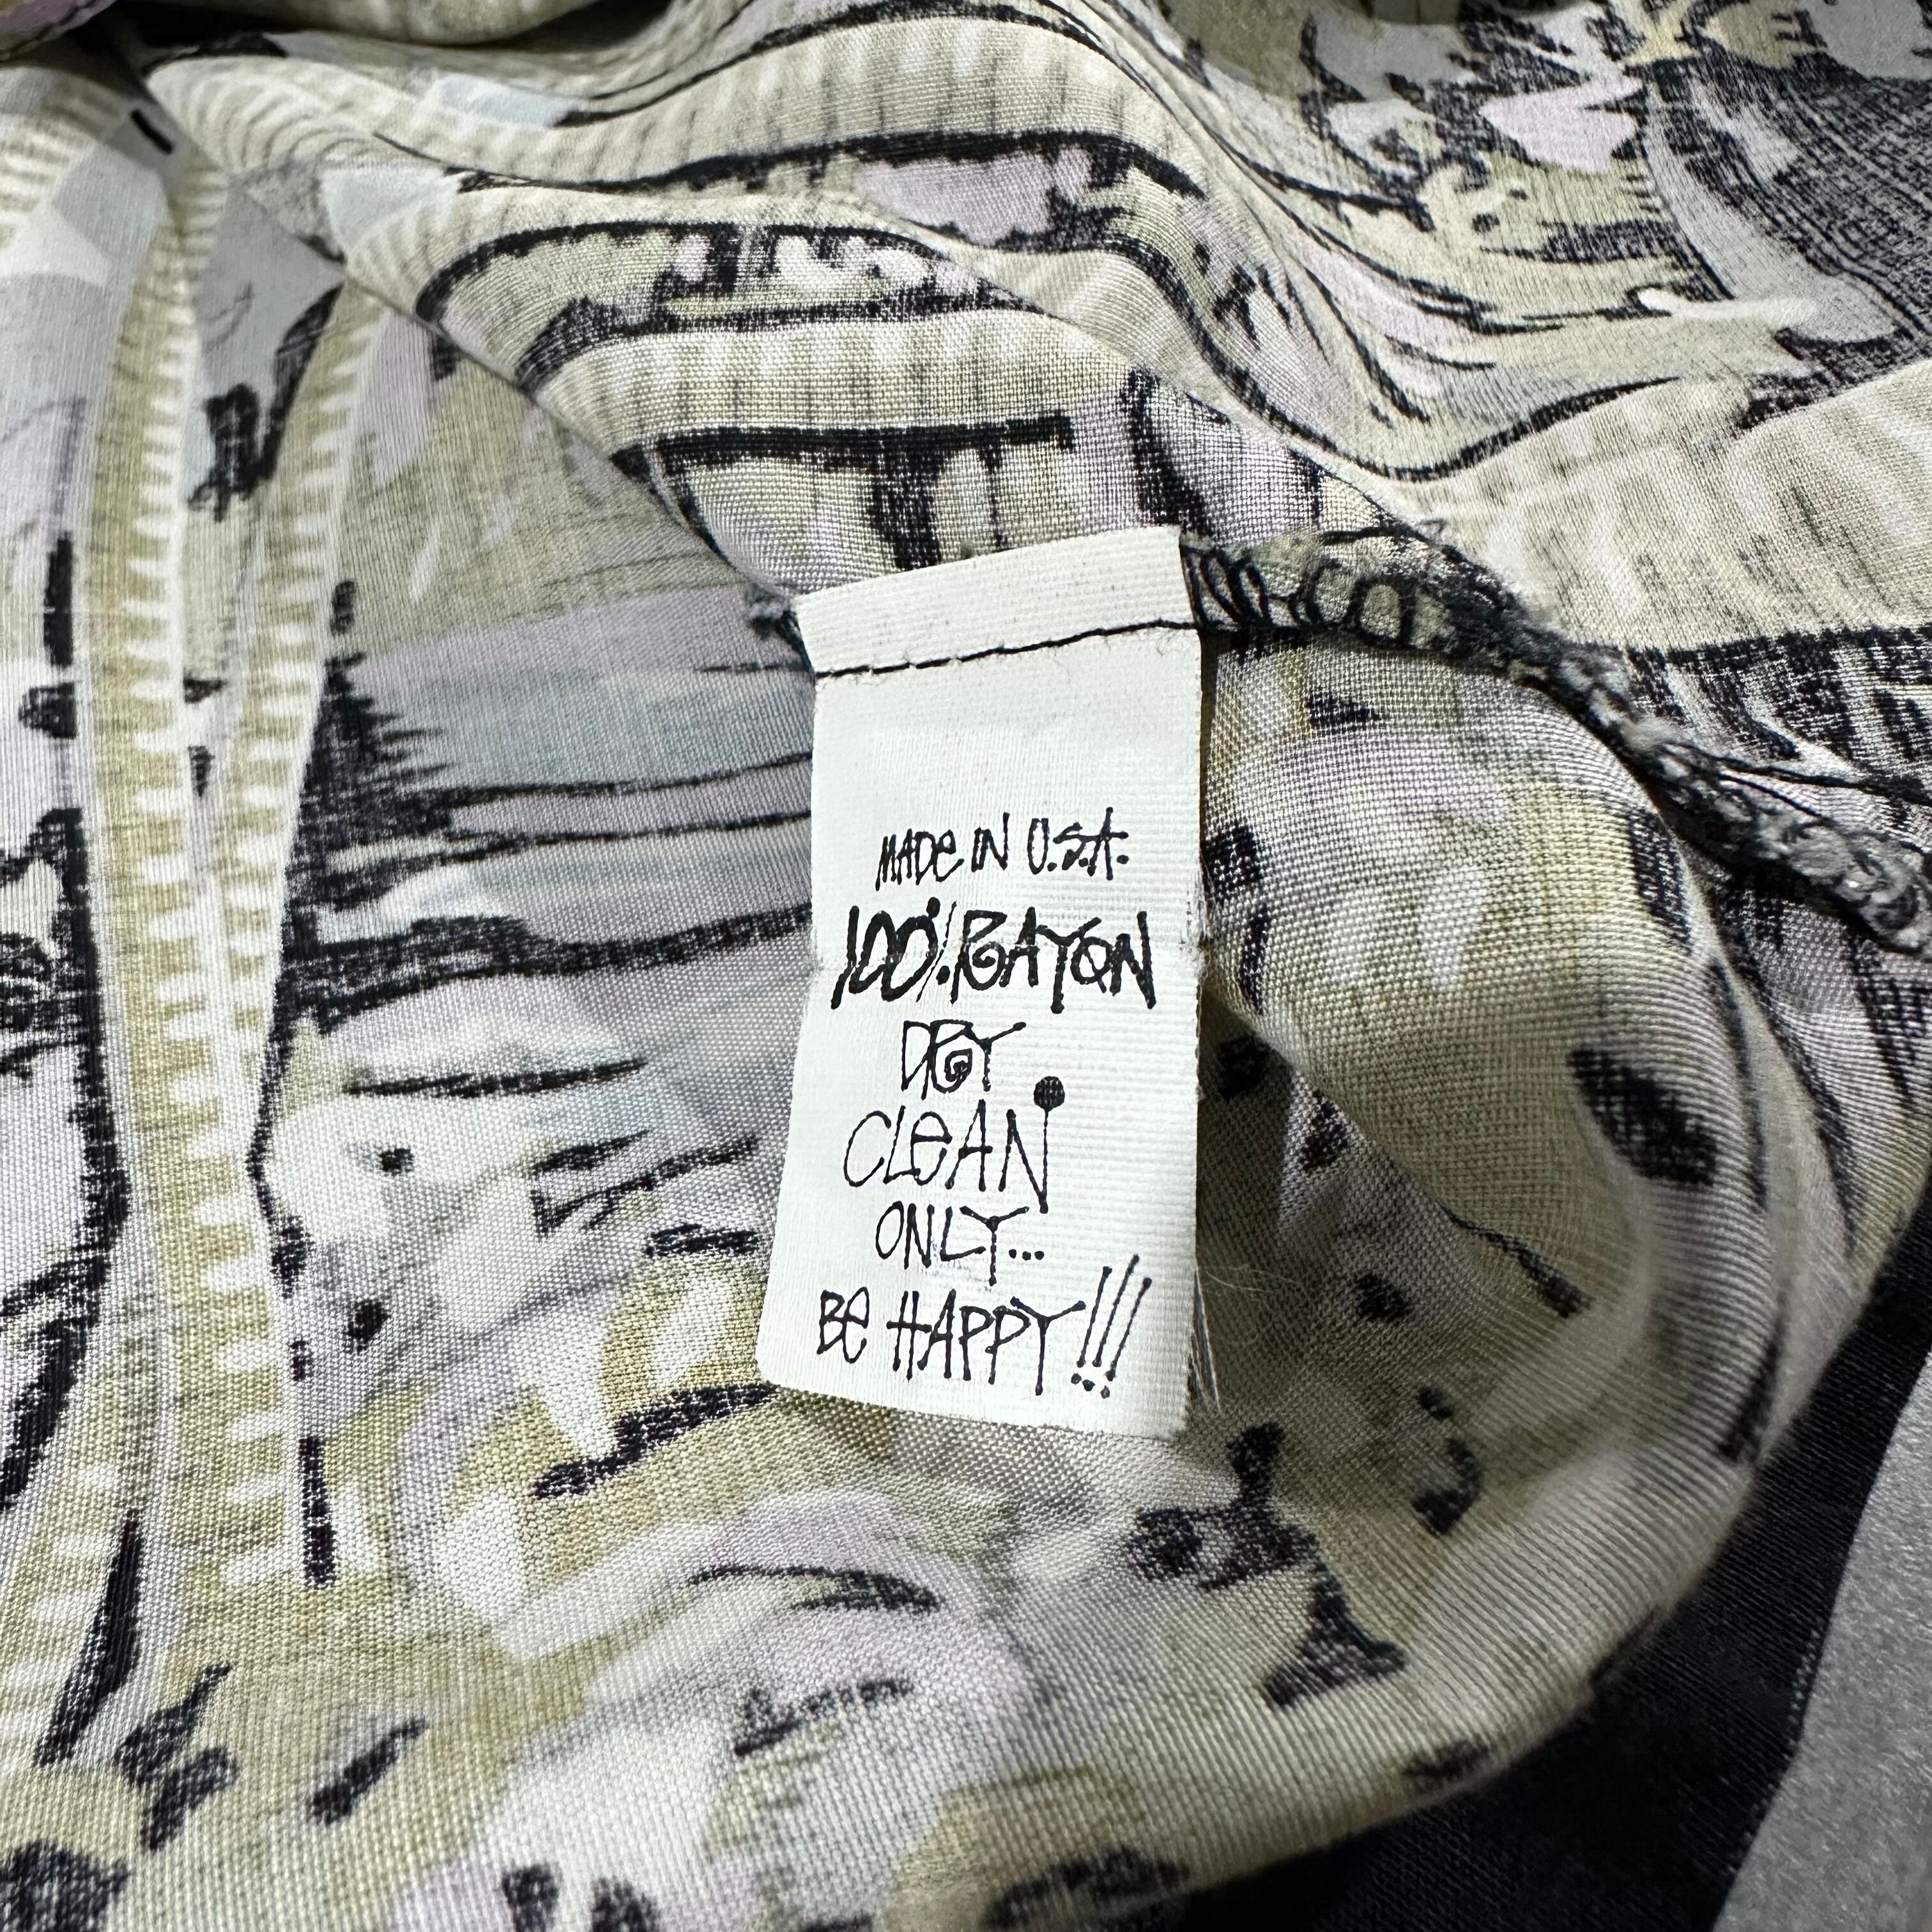 MADe IN U.S.A.
100% RAYON
DRY
CLeAN
ONLY...
Be HAPPY!!!